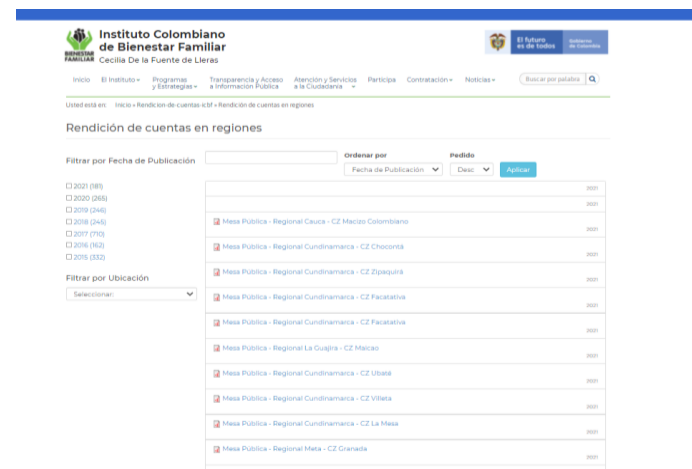 Instituto Colombiano
de Bienestar Familiar
Cecilia De la Fuente de Lleras
BIENESTAR
FAMILIAR
El futuro
es de todos
Gobierno
de Colombia
Inicio
El Instituto
Programas
y Estrategias
Transparencia y Acceso
a Información Pública
Atención y Servicios
a la Ciudadanía
Participa
Contratación
Noticias
Buscar por palabra
Usted está en: Inicio » Rendicion-de-cuentas-icbf » Rendición de cuentas en regiones
Rendición de cuentas en regiones
Filtrar por Fecha de Publicación
2021 (181)
2020 (265)
2019 (246)
2018 (245)
2017 (710)
2016 (162)
2015 (332)
Filtrar por Ubicación
Seleccionar:
Ordenar por
Pedido
Fecha de Publicación
Desc
Aplicar
2021
2021
Mesa Pública - Regional Cauca - CZ Macizo Colombiano
2021
Mesa Pública - Regional Cundinamarca - CZ Chocontá
2021
Mesa Pública - Regional Cundinamarca - CZ Zipaquirá
2021
Mesa Pública - Regional Cundinamarca - CZ Facatativa
2021
Mesa Pública - Regional Cundinamarca - CZ Facatativa
2021
Mesa Pública - Regional La Guajira - CZ Maicao
2021
Mesa Pública - Regional Cundinamarca - CZ Ubaté
2021
Mesa Pública - Regional Cundinamarca - CZ Villeta
2021
Mesa Pública - Regional Cundinamarca - CZ La Mesa
2021
Mesa Pública - Regional Meta - CZ Granada
2021